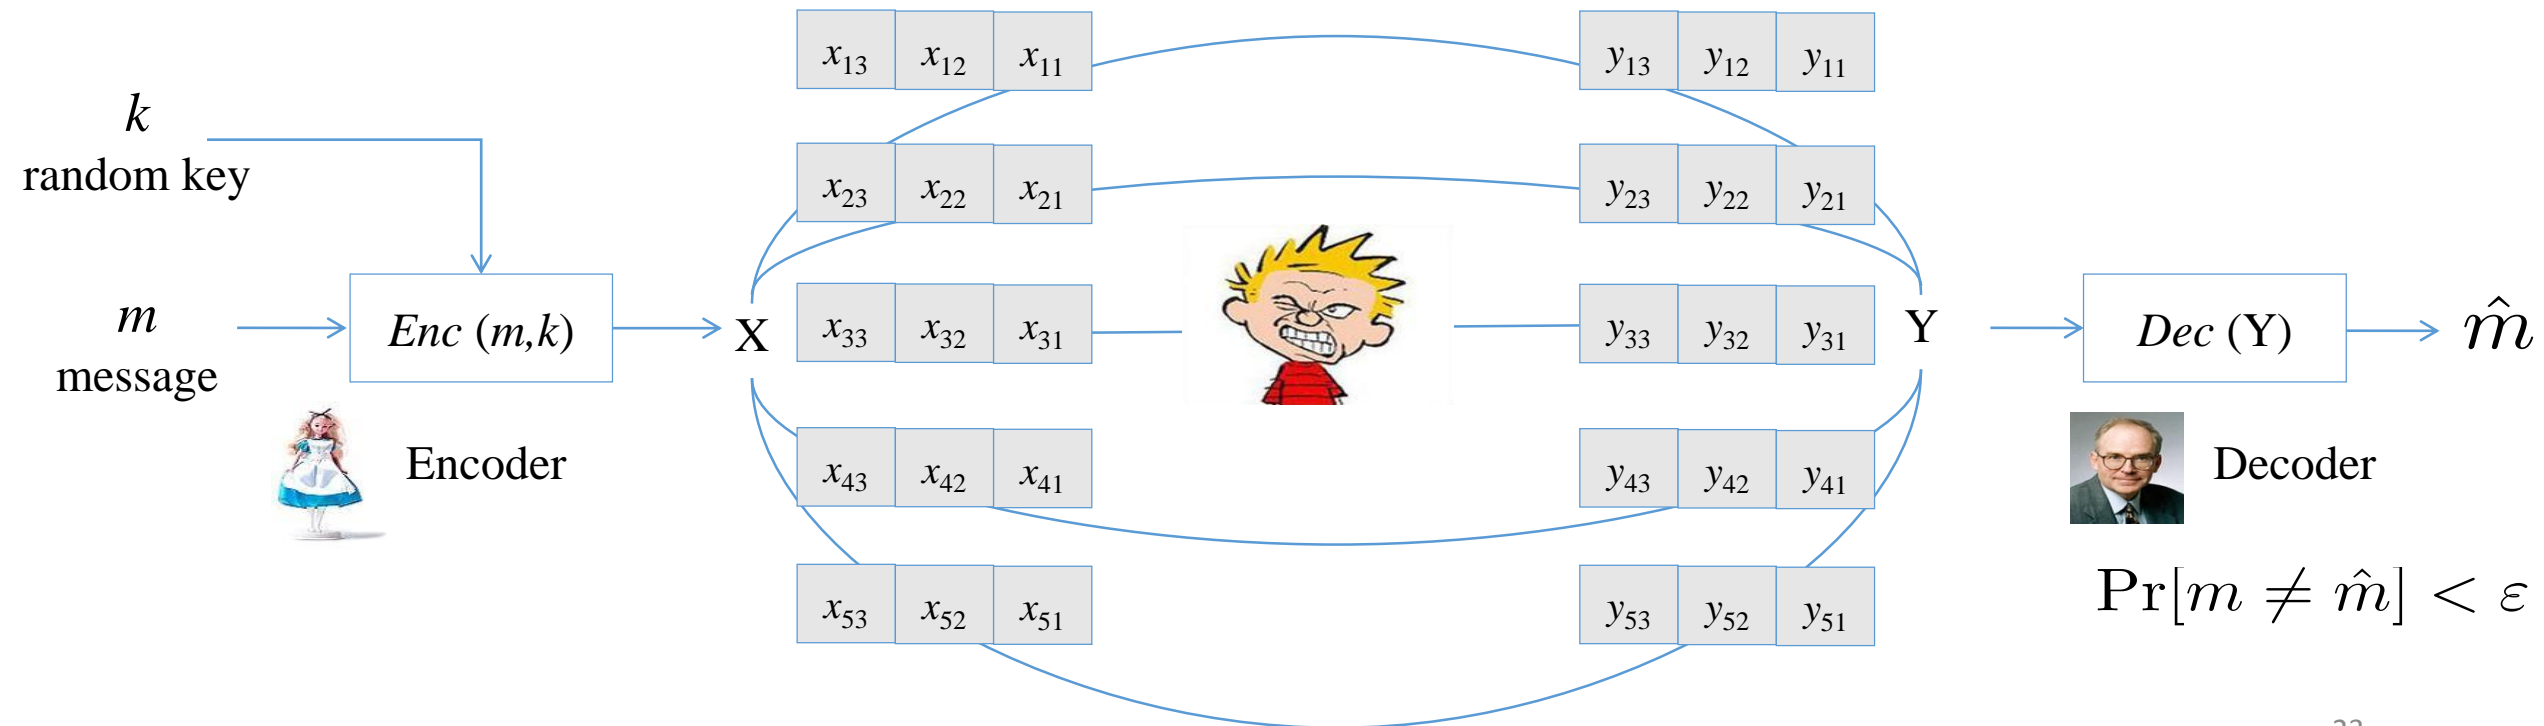 k
random key
m
message
Enc (m,k)
Encoder
X
x₁₃ x₁₂ x₁₁
x₂₃ x₂₂ x₂₁
x₃₃ x₃₂ x₃₁
x₄₃ x₄₂ x₄₁
x₅₃ x₅₂ x₅₁
y₁₃ y₁₂ y₁₁
y₂₃ y₂₂ y₂₁
y₃₃ y₃₂ y₃₁
y₄₃ y₄₂ y₄₁
y₅₃ y₅₂ y₅₁
Y
Dec (Y)
m̂
Decoder
Pr[m ≠ m̂] < ε